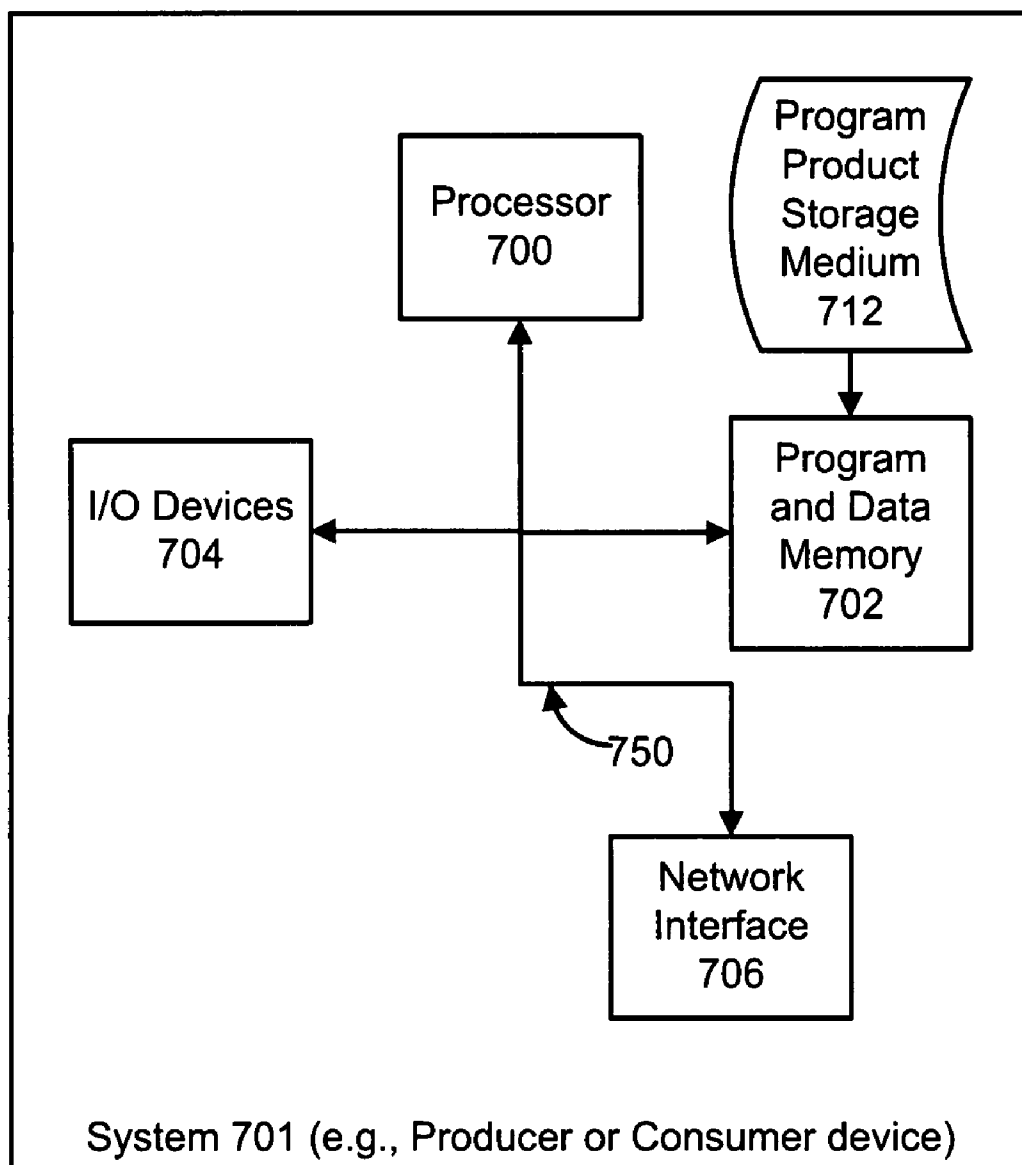 Program
Product
Storage
Medium
712
Processor
700
I/O Devices
704
Program
and Data
Memory
702
750
Network
Interface
706
System 701 (e.g., Producer or Consumer device)